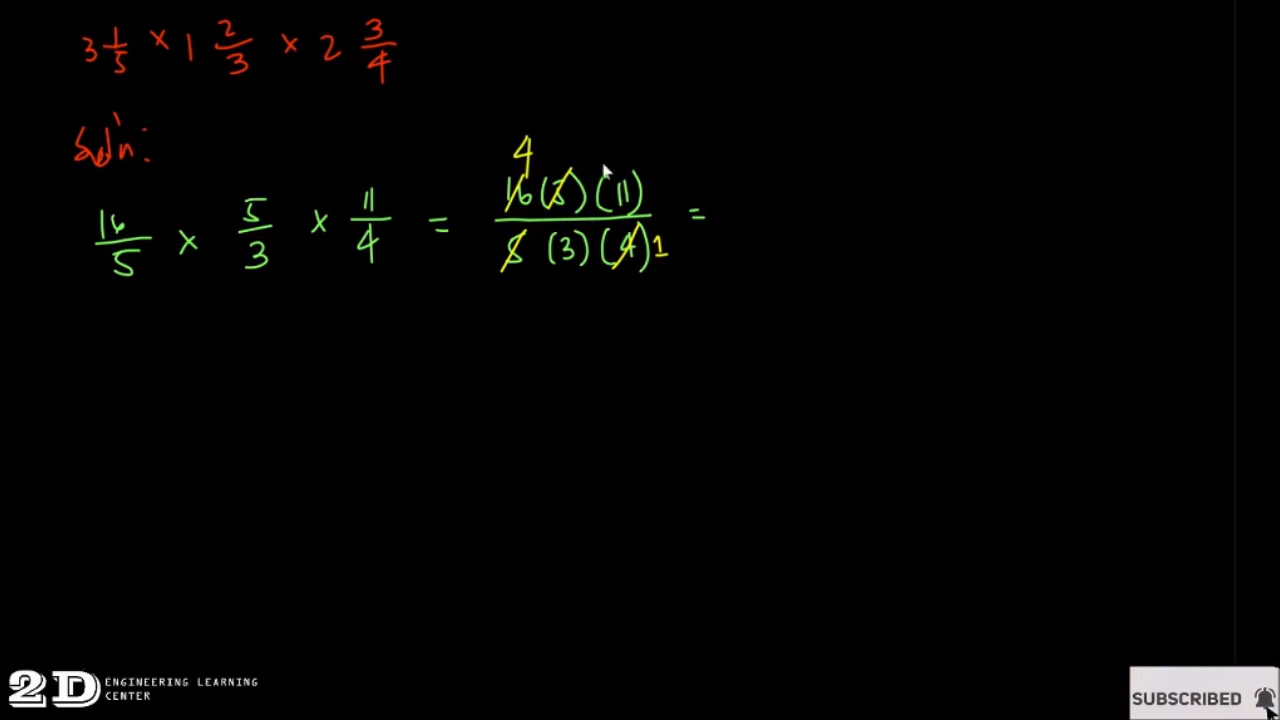 3 1/5 × 1 2/3 × 2 3/4
Sol'n:
4
16/5 × 5/3 × 11/4 = 16(5)(11)/5(3)(4) 1 =
2D ENGINEERING LEARNING
CENTER
SUBSCRIBED